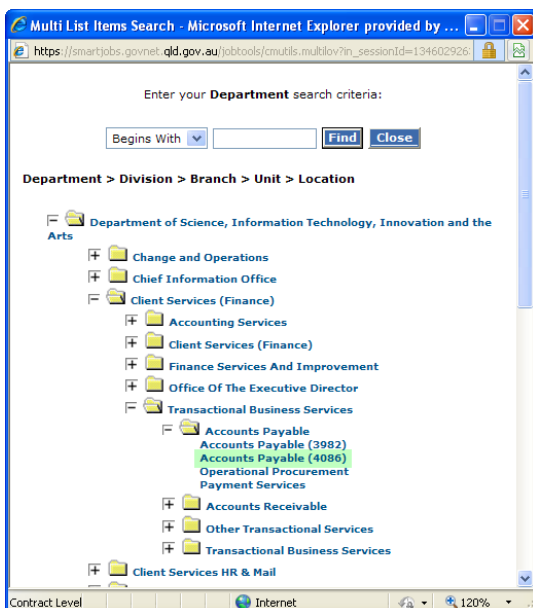 Multi List Items Search - Microsoft Internet Explorer provided by ...
https://smartjobs.govnet.qld.gov.au/jobtools/cmutils.multilov?in_sessionId=134602926
Enter your Department search criteria:
Begins With Find Close
Department > Division > Branch > Unit > Location
Department of Science, Information Technology, Innovation and the
Arts
Change and Operations
Chief Information Office
Client Services (Finance)
Accounting Services
Client Services (Finance)
Finance Services And Improvement
Office Of The Executive Director
Transactional Business Services
Accounts Payable
Accounts Payable (3982)
Accounts Payable (4086)
Operational Procurement
Payment Services
Accounts Receivable
Other Transactional Services
Transactional Business Services
Client Services HR & Mail
Contract Level Internet 120%